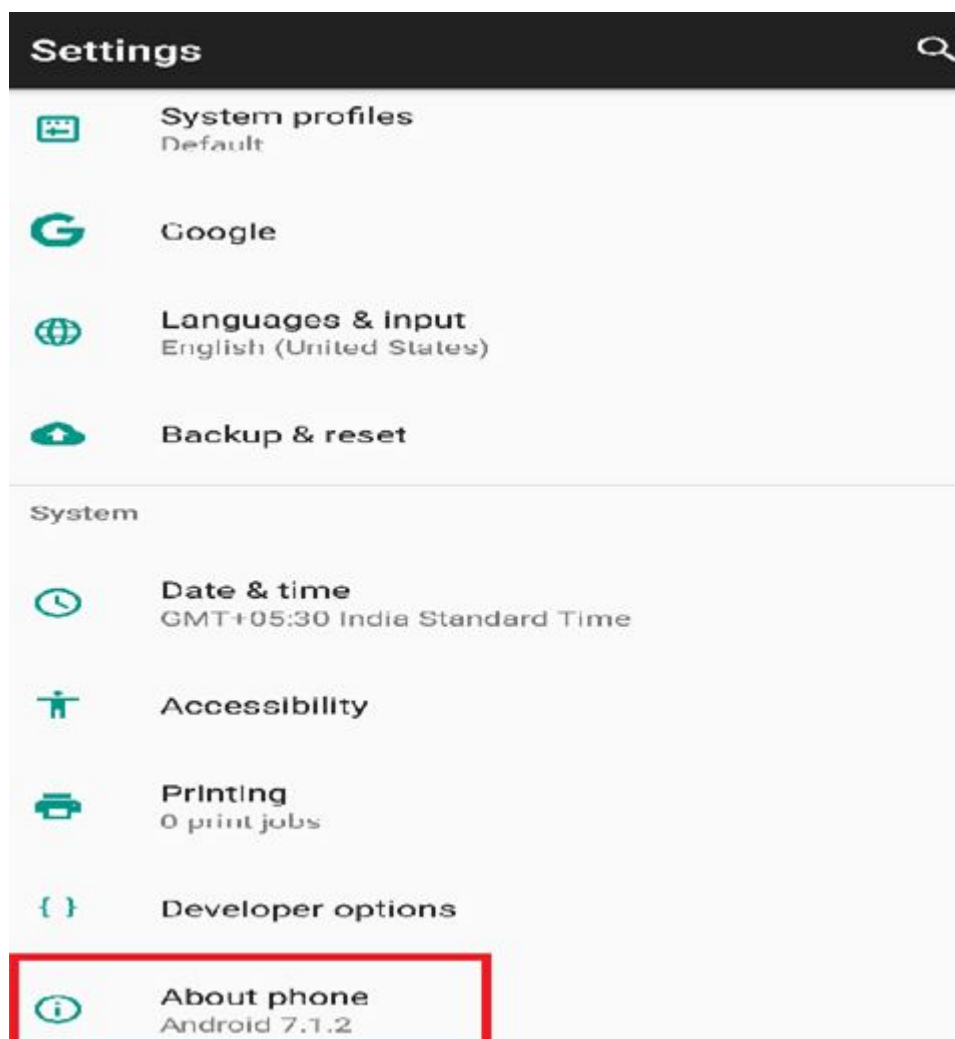 Settings
System profiles
Default
Google
Languages & input
English (United States)
Backup & reset
System
Date & time
GMT+05:30 India Standard Time
Accessibility
Printing
0 print jobs
{ } Developer options
About phone
Android 7.1.2